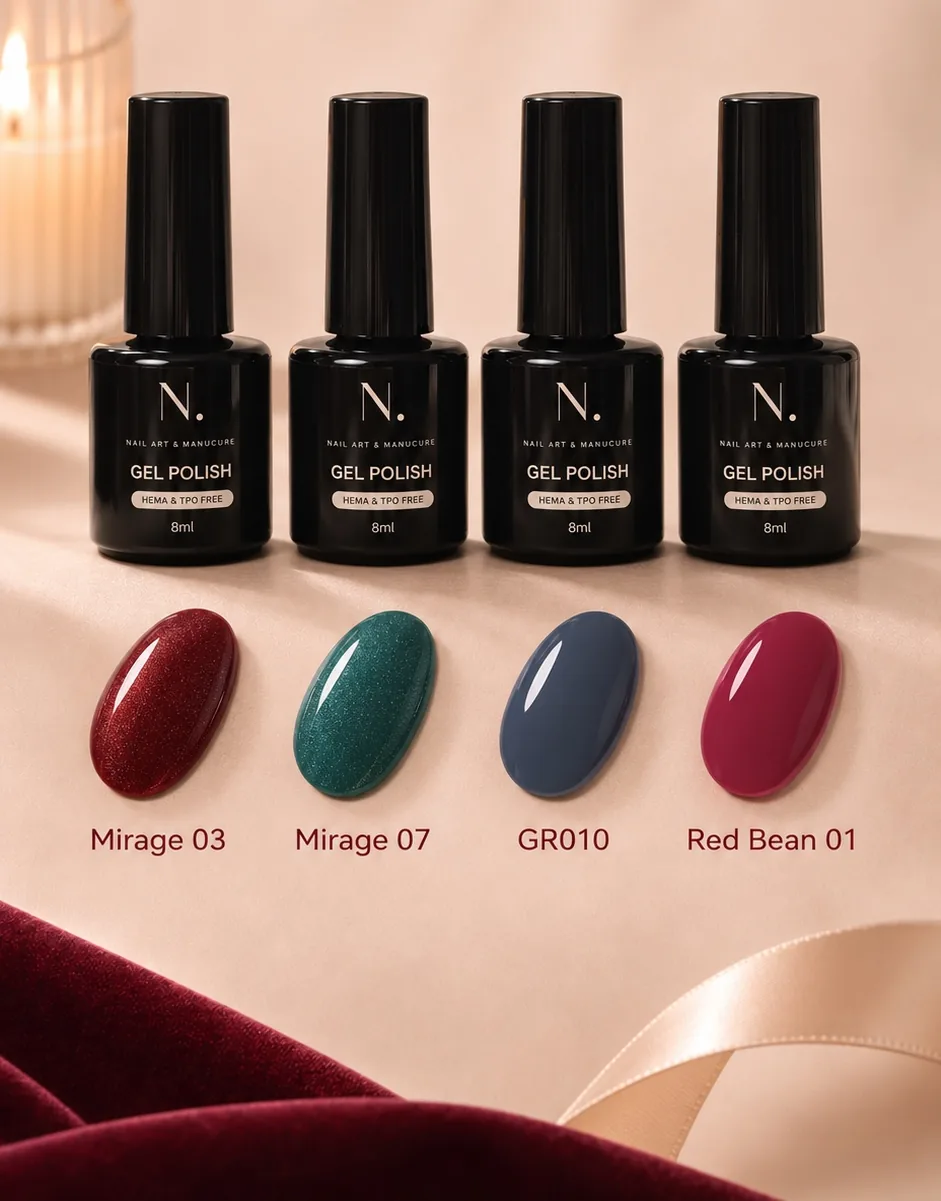 N.
NAIL ART & MANUCURE
GEL POLISH
HEMA & TPO FREE
8ml
N.
NAIL ART & MANUCURE
GEL POLISH
HEMA & TPO FREE
8ml
N.
NAIL ART & MANUCURE
GEL POLISH
HEMA & TPO FREE
8ml
N.
NAIL ART & MANUCURE
GEL POLISH
HEMA & TPO FREE
8ml
Mirage 03
Mirage 07
GR010
Red Bean 01